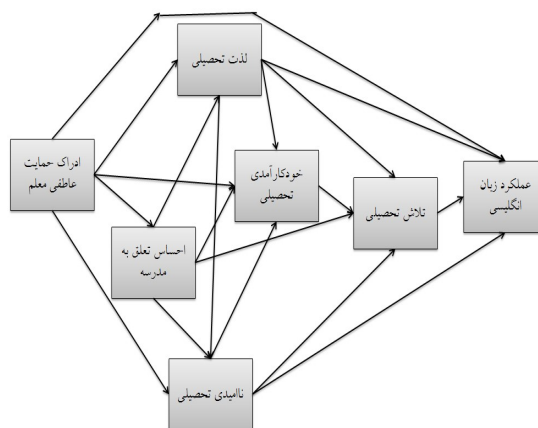 لذت تحصیلی
ادراک حمایت
عاطفی معلم
خودکارآمدی
تحصیلی
عملکرد زبان
انگلیسی
تلاش تحصیلی
احساس تعلق به
مدرسه
ناامیدی تحصیلی